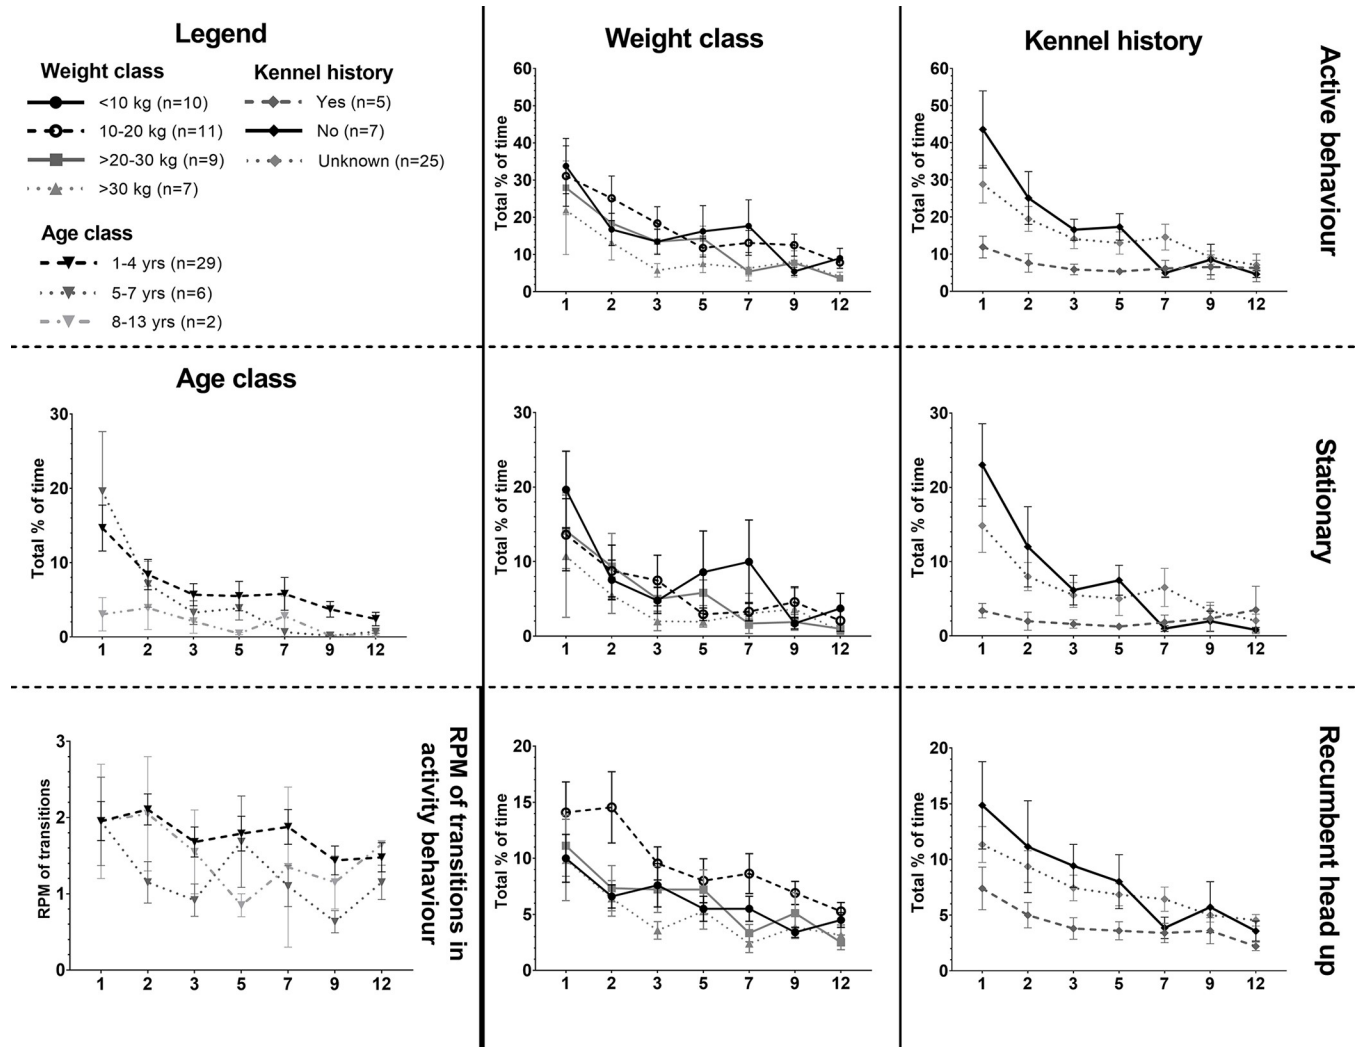 Legend
Weight class
<10 kg (n=10)
10-20 kg (n=11)
>20-30 kg (n=9)
>30 kg (n=7)
Kennel history
Yes (n=5)
No (n=7)
Unknown (n=25)
Age class
1-4 yrs (n=29)
5-7 yrs (n=6)
8-13 yrs (n=2)
Weight class
Total % of time
60
50
40
30
20
10
0
1 2 3 5 7 9 12
Kennel history
Total % of time
60
50
40
30
20
10
0
1 2 3 5 7 9 12
Active behaviour
Age class
Total % of time
30
20
10
0
1 2 3 5 7 9 12
Total % of time
30
20
10
0
1 2 3 5 7 9 12
Total % of time
30
20
10
0
1 2 3 5 7 9 12
Stationary
RPM of transitions
3
2
1
0
1 2 3 5 7 9 12
RPM of transitions in
activity behaviour
Total % of time
20
15
10
5
0
1 2 3 5 7 9 12
Total % of time
20
15
10
5
0
1 2 3 5 7 9 12
Recumbent head up